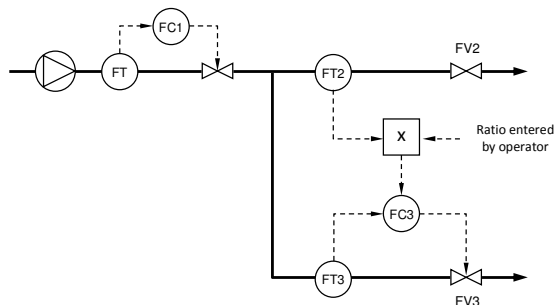 FC1
FV2
FT
FT2
X
Ratio entered
by operator
FC3
FT3
FV3